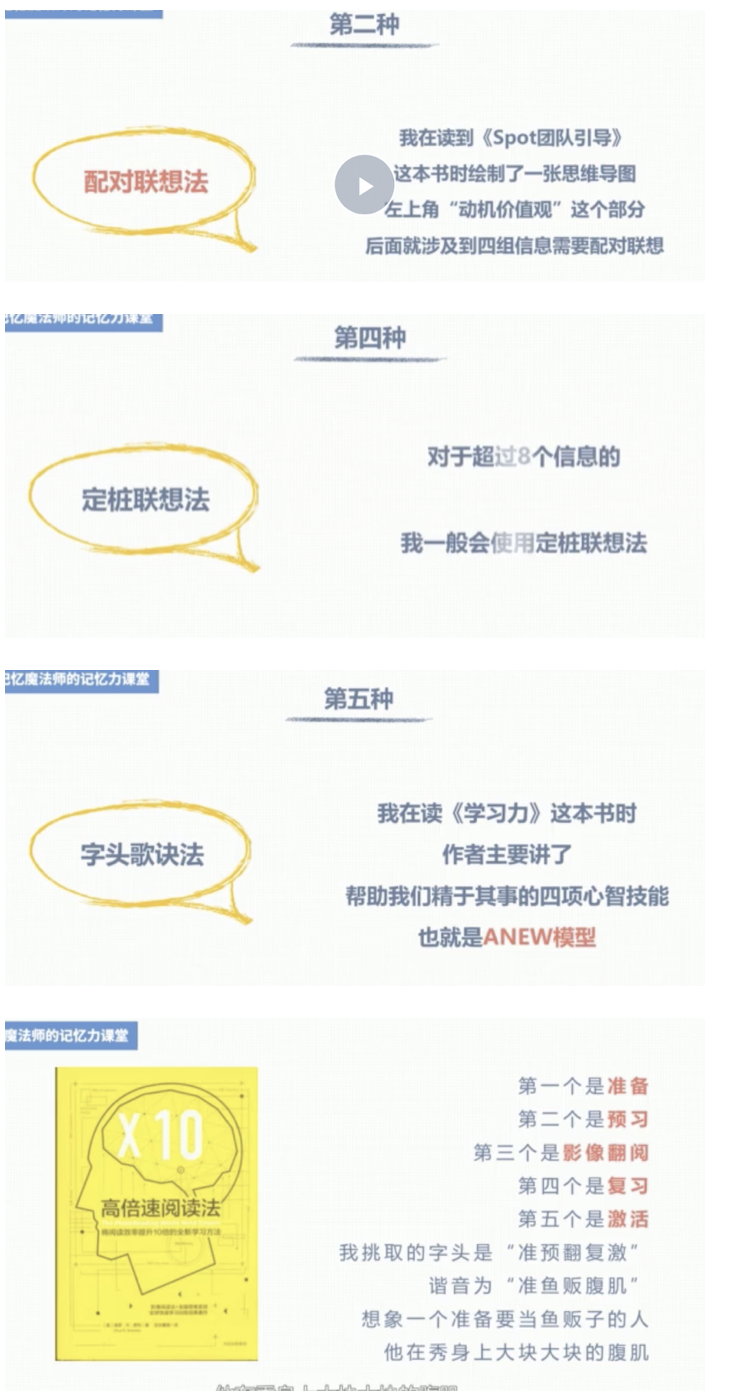 第二种
配对联想法
我在读到《Spot团队引导》
这本书时绘制了一张思维导图
左上角“动机价值观”这个部分
后面就涉及到四组信息需要配对联想
记忆魔法师的记忆力课堂
第四种
定桩联想法
对于超过8个信息的
我一般会使用定桩联想法
记忆魔法师的记忆力课堂
第五种
字头歌诀法
我在读《学习力》这本书时
作者主要讲了
帮助我们精于其事的四项心智技能
也就是ANEW模型
魔法师的记忆力课堂
X 10
高倍速阅读法
第一个是准备
第二个是预习
第三个是影像翻阅
第四个是复习
第五个是激活
我挑取的字头是“准预翻复激”
谐音为“准鱼贩腹肌”
想象一个准备要当鱼贩子的人
他在秀身上大块大块的腹肌